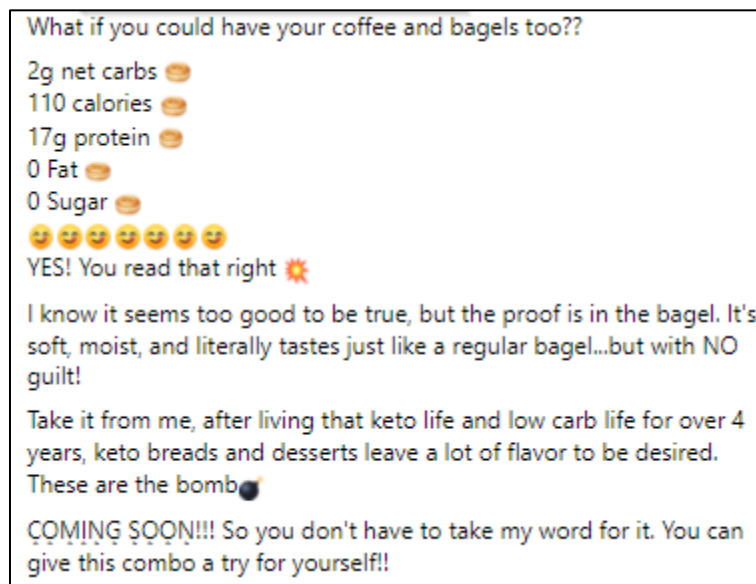 What if you could have your coffee and bagels too??
2g net carbs 🥯
110 calories 🥯
17g protein 🥯
0 Fat 🥯
0 Sugar 🥯
😋😋😋😋😋😋😋
YES! You read that right 💥
I know it seems too good to be true, but the proof is in the bagel. It's
soft, moist, and literally tastes just like a regular bagel...but with NO
guilt!
Take it from me, after living that keto life and low carb life for over 4
years, keto breads and desserts leave a lot of flavor to be desired.
These are the bomb💣
C̤O̤M̤I̤N̤G̤ S̤O̤O̤N̤!!! So you don't have to take my word for it. You can
give this combo a try for yourself!!